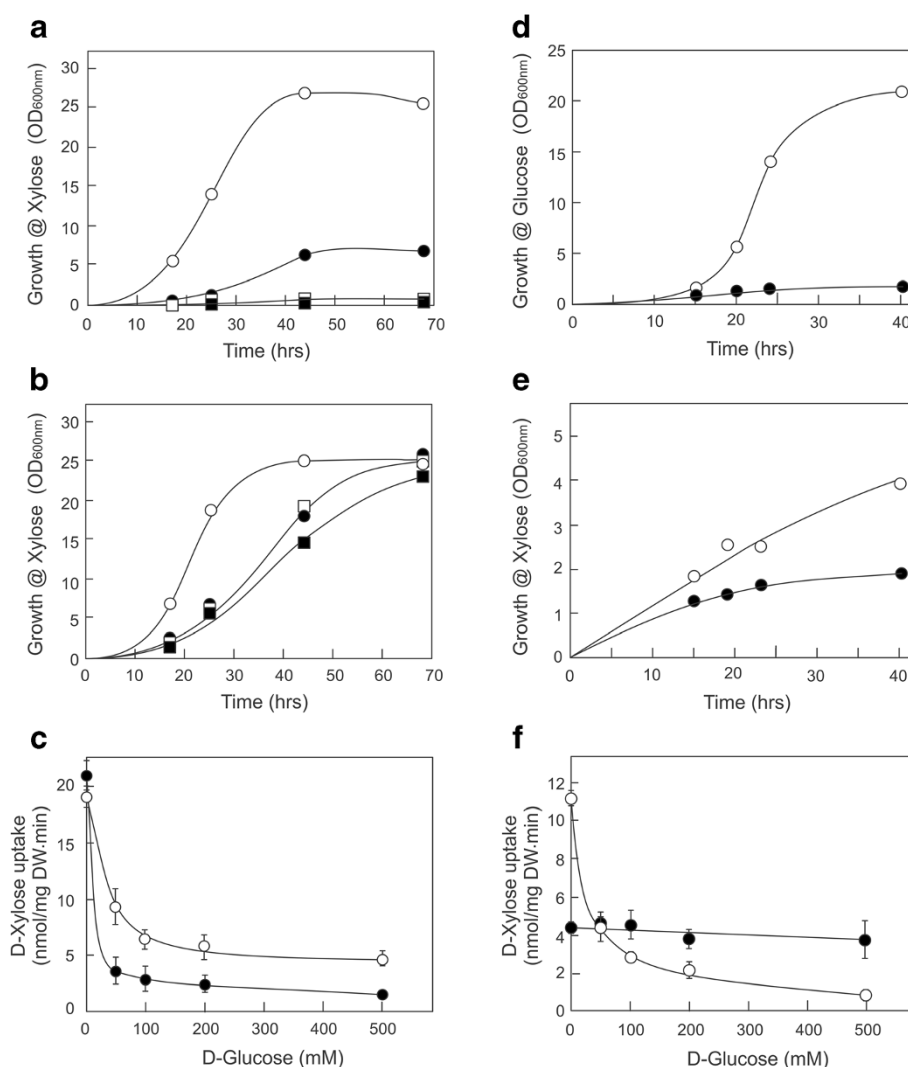 a
Growth @ Xylose (OD600nm)
30
25
20
15
10
5
0
0 10 20 30 40 50 60 70
Time (hrs)
b
Growth @ Xylose (OD600nm)
30
25
20
15
10
5
0
0 20 30 40 50 60 70
Time (hrs)
c
D-Xylose uptake
(nmol/mg DW·min)
20
15
10
5
0
0 100 200 300 400 500
D-Glucose (mM)
d
Growth @ Glucose (OD600nm)
25
20
15
10
5
0
0 10 20 30 40
Time (hrs)
e
Growth @ Xylose (OD600nm)
5
4
3
2
1
0
0 10 20 30 40
Time (hrs)
f
D-Xylose uptake
(nmol/mg DW·min)
12
10
8
6
4
2
0
0 100 200 300 400 500
D-Glucose (mM)